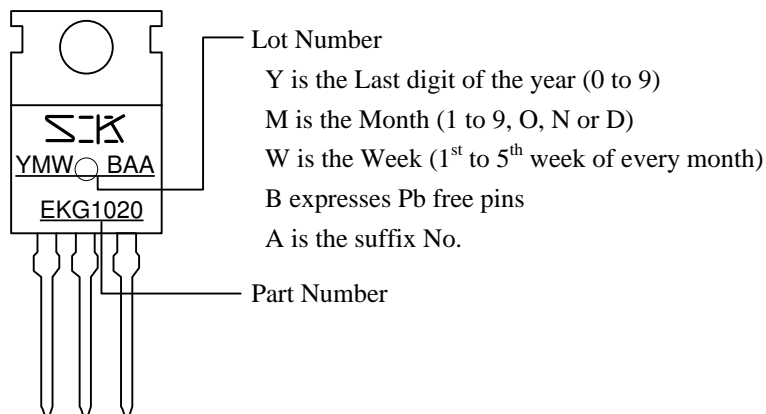 Lot Number
Y is the Last digit of the year (0 to 9)
M is the Month (1 to 9, O, N or D)
W is the Week (1st to 5th week of every month)
B expresses Pb free pins
A is the suffix No.
SK
YMW BAA
EKG1020
Part Number